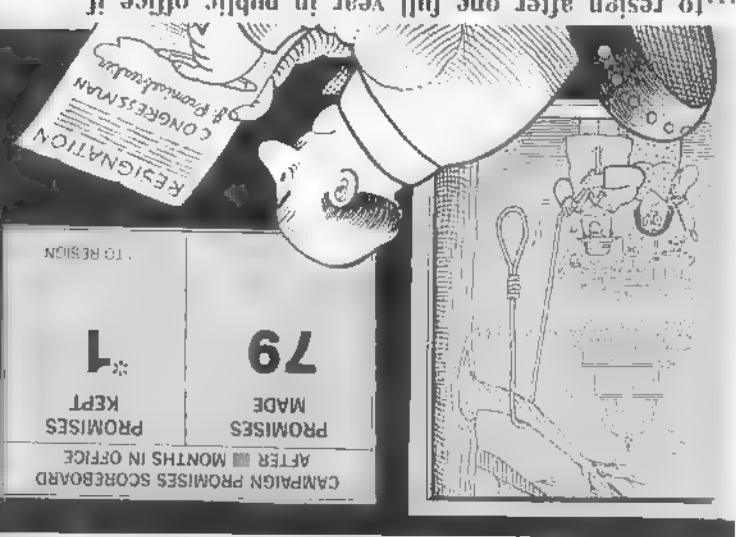 CAMPAIGN PROMISES SCOREBOARD
AFTER MONTHS IN OFFICE
PROMISES
MADE
79
PROMISES
KEPT
*1
* TO RESIGN
RESIGNATION
CONGRESSMAN
...to resign after one full year in public office if